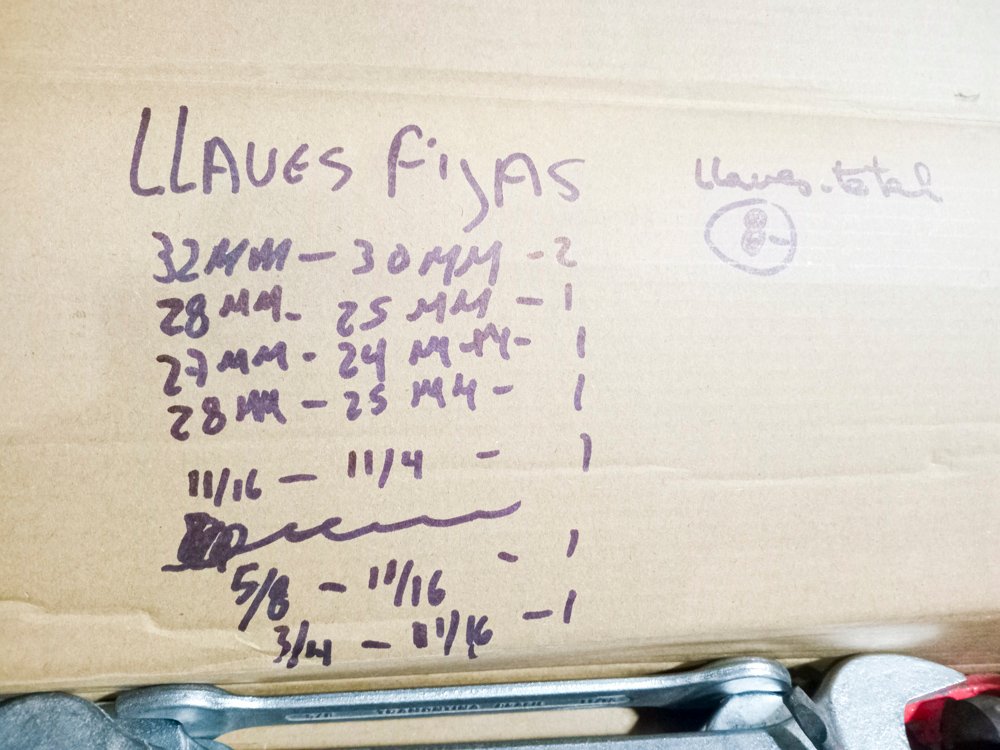 LLAVES FiJAS
32MM - 30MM - 2
28MM - 25 MM - 1
27MM - 24 MM - 1
28MM - 25 MM - 1
11/16 - 11/4 - 1
5/8 - 11/16 - 1
3/4 - 11/16 - 1
Llaves.total
8-
TRAMONTINA